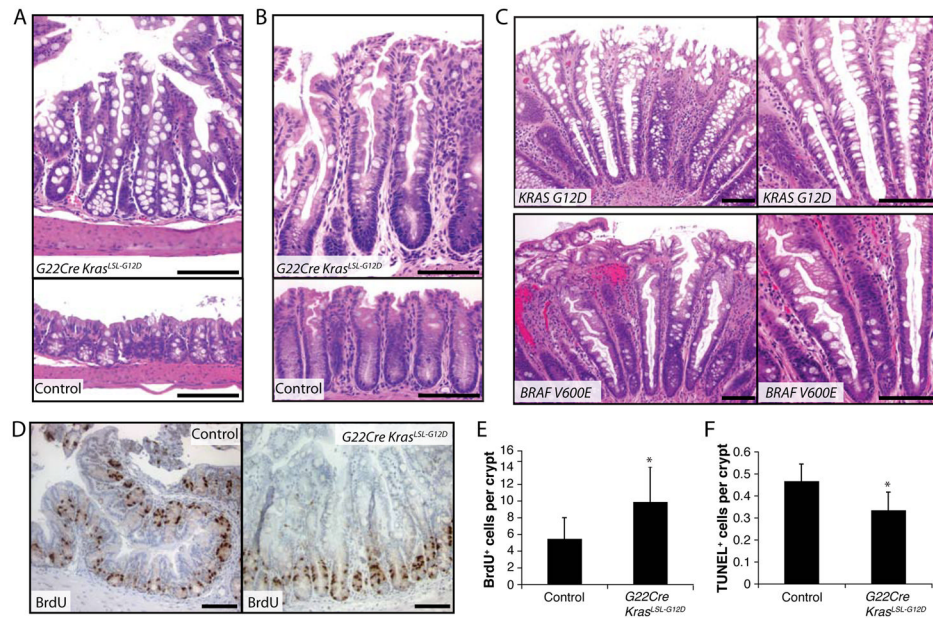 A
G22Cre Kras^LSL-G12D
Control
B
G22Cre Kras^LSL-G12D
Control
C
KRAS G12D
KRAS G12D
BRAF V600E
BRAF V600E
D
Control
BrdU
G22Cre Kras^LSL-G12D
BrdU
E
BrdU⁺ cells per crypt
16
14
12
10
8
6
4
2
0
*
Control
G22Cre
Kras^LSL-G12D
F
TUNEL⁺ cells per crypt
0.6
0.5
0.4
0.3
0.2
0.1
0
*
Control
G22Cre
Kras^LSL-G12D